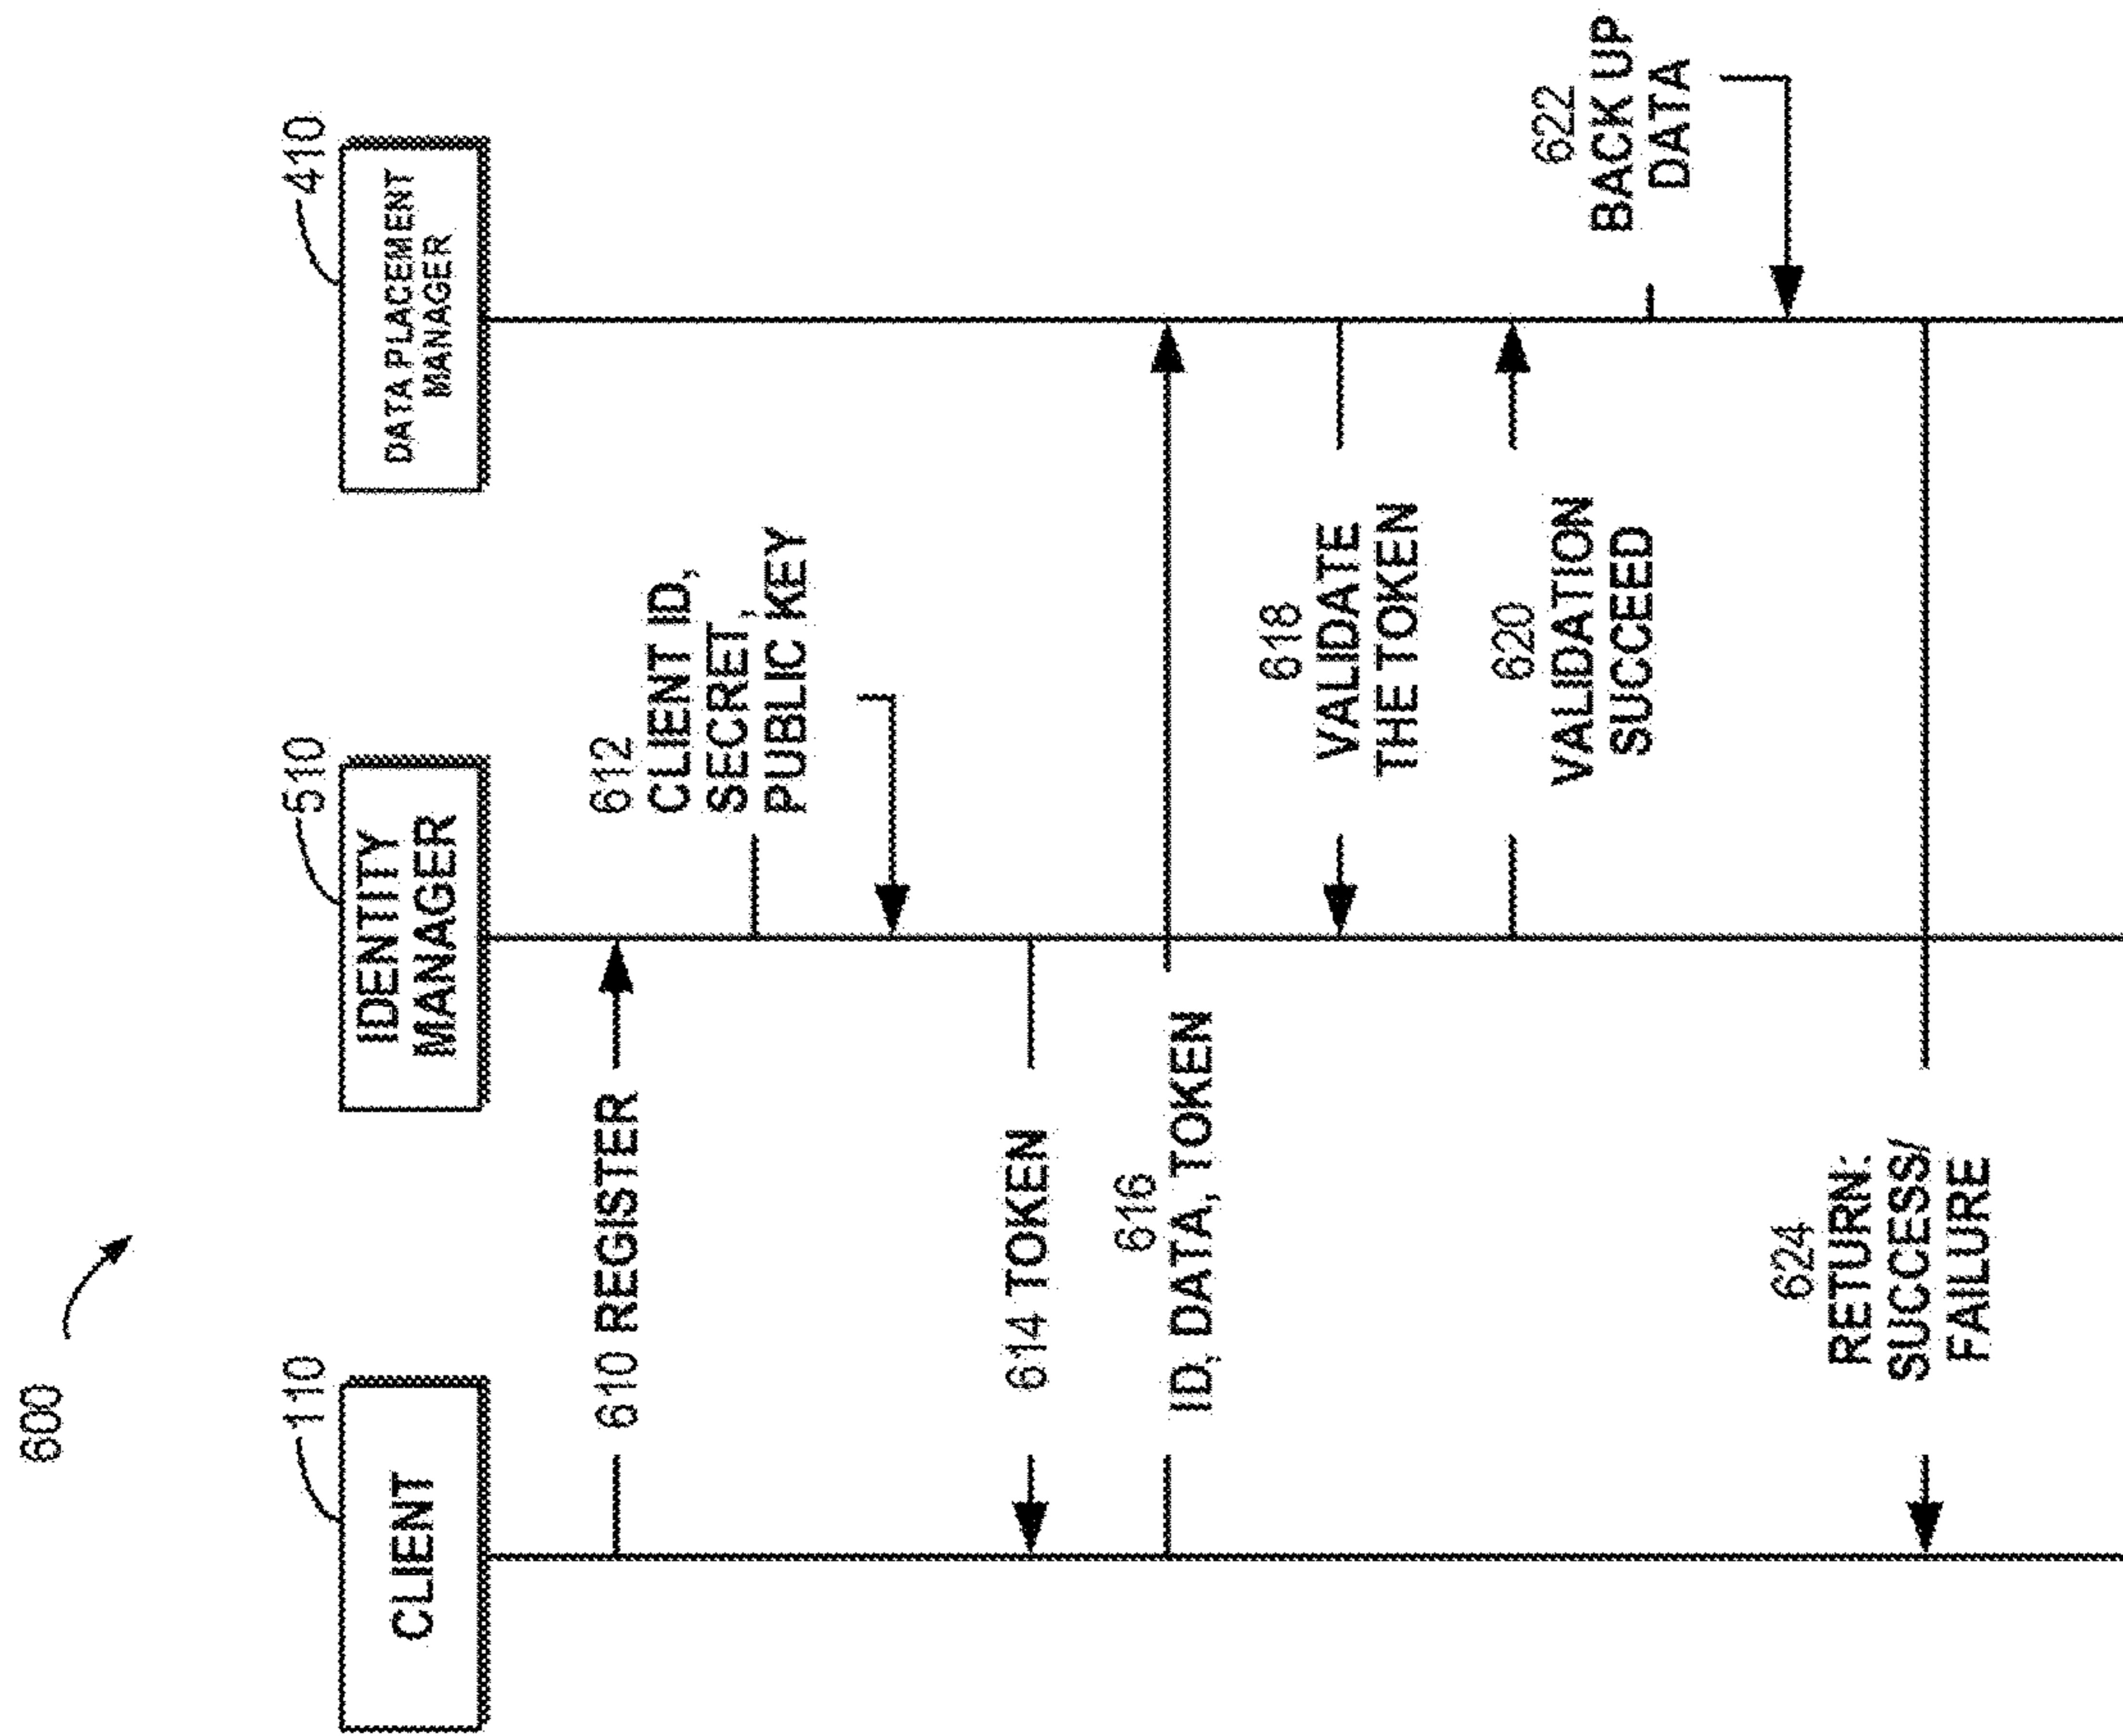 600
110
CLIENT
510
IDENTITY
MANAGER
410
DATA PLACEMENT
MANAGER
610 REGISTER
612
CLIENT ID,
SECRET,
PUBLIC KEY
614 TOKEN
616
ID, DATA, TOKEN
618
VALIDATE
THE TOKEN
620
VALIDATION
SUCCEED
622
BACK UP
DATA
624
RETURN:
SUCCESS/
FAILURE